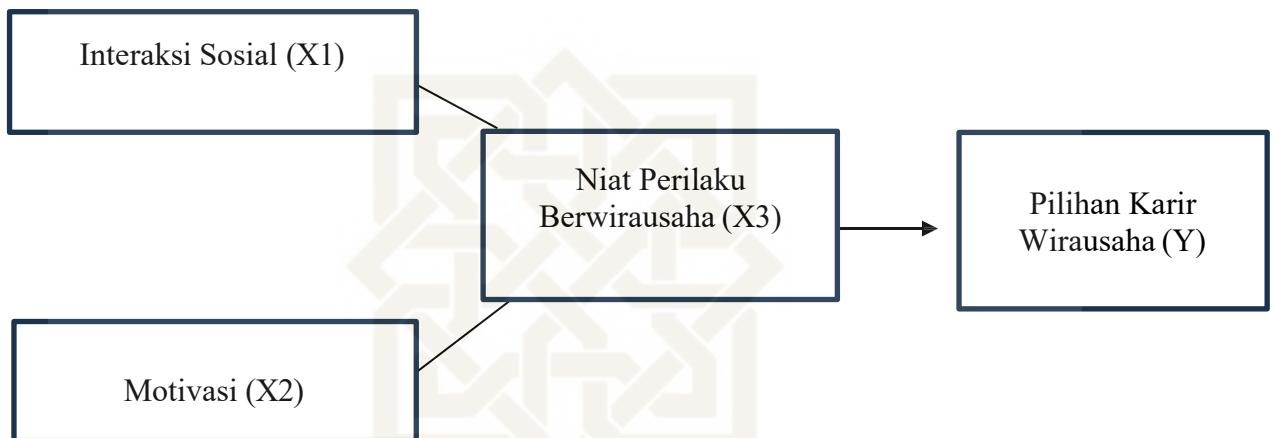 Interaksi Sosial (X1)
Niat Perilaku
Berwirausaha (X3)
Pilihan Karir
Wirausaha (Y)
Motivasi (X2)